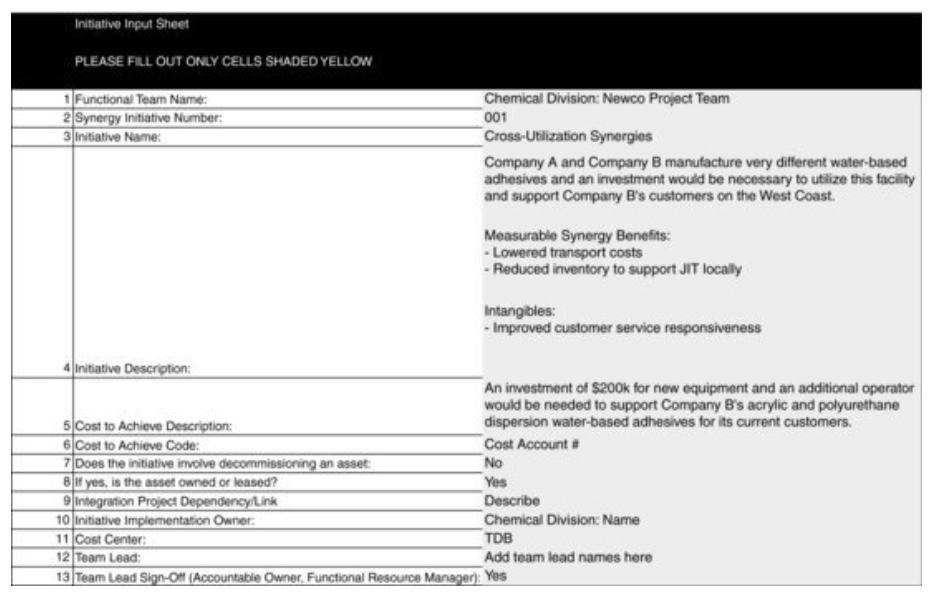 Initiative Input Sheet
PLEASE FILL OUT ONLY CELLS SHADED YELLOW
1 Functional Team Name: Chemical Division: Newco Project Team
2 Synergy Initiative Number: 001
3 Initiative Name: Cross-Utilization Synergies
Company A and Company B manufacture very different water-based
adhesives and an investment would be necessary to utilize this facility
and support Company B's customers on the West Coast.
Measurable Synergy Benefits:
- Lowered transport costs
- Reduced inventory to support JIT locally
Intangibles:
- Improved customer service responsiveness
4 Initiative Description:
An investment of $200k for new equipment and an additional operator
would be needed to support Company B's acrylic and polyurethane
dispersion water-based adhesives for its current customers.
5 Cost to Achieve Description:
6 Cost to Achieve Code: Cost Account #
7 Does the initiative involve decommissioning an asset: No
8 If yes, is the asset owned or leased? Yes
9 Integration Project Dependency/Link Describe
10 Initiative Implementation Owner: Chemical Division: Name
11 Cost Center: TDB
12 Team Lead: Add team lead names here
13 Team Lead Sign-Off (Accountable Owner, Functional Resource Manager): Yes